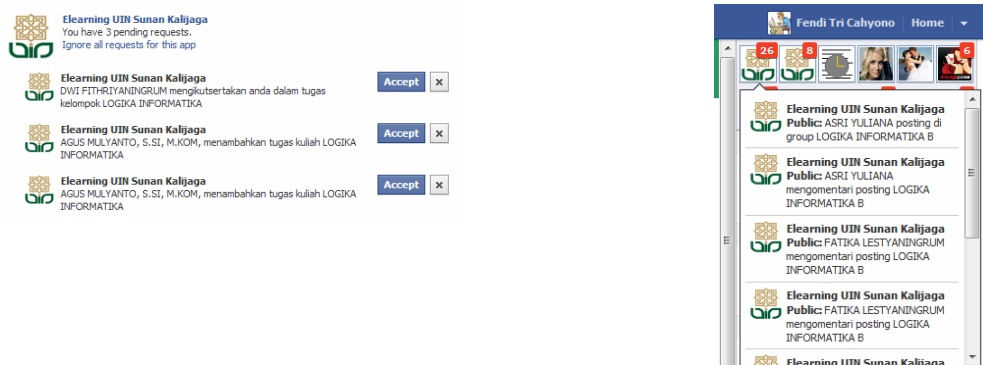 Elearning UIN Sunan Kalijaga
You have 3 pending requests.
Ignore all requests for this app
Elearning UIN Sunan Kalijaga
DWI FITHRIYANINGRUM mengikutsertakan anda dalam tugas
kelompok LOGIKA INFORMATIKA
Accept x
Elearning UIN Sunan Kalijaga
AGUS MULYANTO, S.SI, M.KOM, menambahkan tugas kuliah LOGIKA
INFORMATIKA
Accept x
Elearning UIN Sunan Kalijaga
AGUS MULYANTO, S.SI, M.KOM, menambahkan tugas kuliah LOGIKA
INFORMATIKA
Accept x
Fendi Tri Cahyono Home
26 8 6
Elearning UIN Sunan Kalijaga
Public: ASRI YULIANA posting di
group LOGIKA INFORMATIKA B
Elearning UIN Sunan Kalijaga
Public: ASRI YULIANA
mengomentari posting LOGIKA
INFORMATIKA B
Elearning UIN Sunan Kalijaga
Public: FATIKA LESTYANINGRUM
mengomentari posting LOGIKA
INFORMATIKA B
Elearning UIN Sunan Kalijaga
Public: FATIKA LESTYANINGRUM
mengomentari posting LOGIKA
INFORMATIKA B
Elearning UIN Sunan Kalijaga